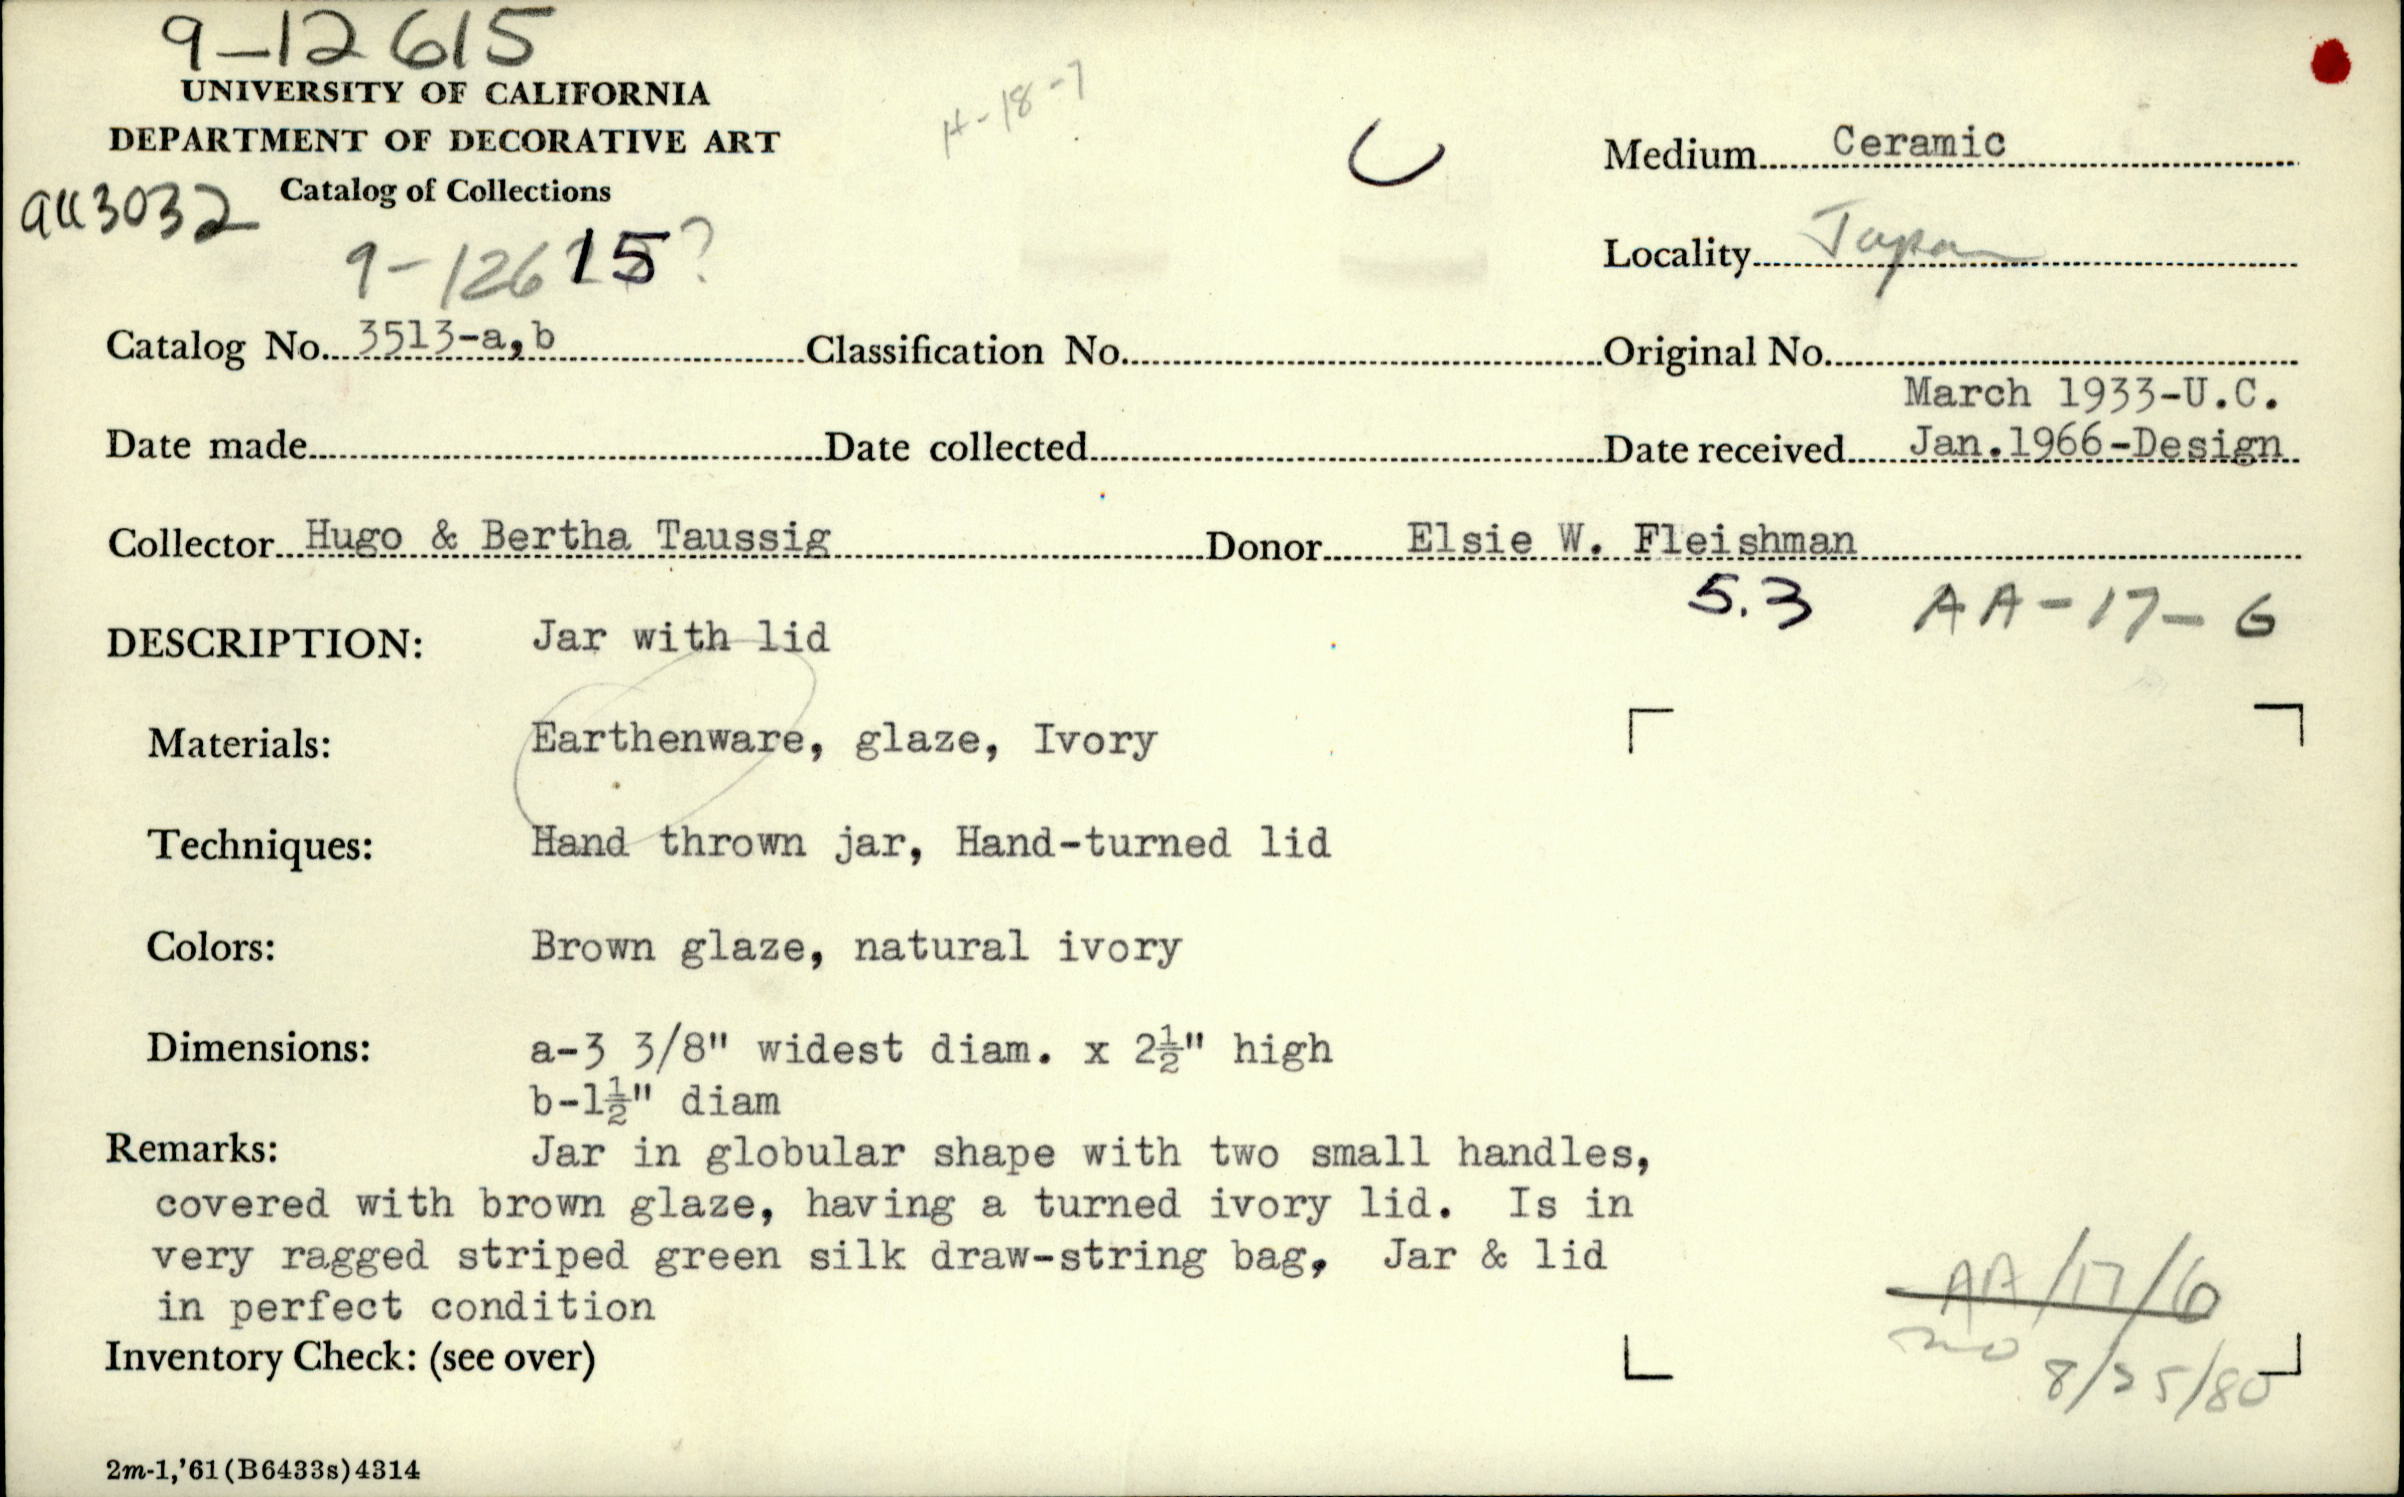 9-12615
UNIVERSITY OF CALIFORNIA
DEPARTMENT OF DECORATIVE ART
Catalog of Collections
au3032
9-12615?
H-18-7
C
Medium Ceramic
Locality Japan
Catalog No. 3513-a,b Classification No. Original No.
March 1933-U.C.
Date made Date collected Date received Jan.1966-Design
Collector Hugo & Bertha Taussig Donor Elsie W. Fleishman
5.3 AA-17-6
DESCRIPTION: Jar with lid
Materials: Earthenware, glaze, Ivory
Techniques: Hand thrown jar, Hand-turned lid
Colors: Brown glaze, natural ivory
Dimensions: a-3 3/8" widest diam. x 2½" high
b-1½" diam
Remarks: Jar in globular shape with two small handles,
covered with brown glaze, having a turned ivory lid. Is in
very ragged striped green silk draw-string bag, Jar & lid
in perfect condition
AA/17/6
8/25/80
Inventory Check: (see over)
2m-1,'61(B6433s)4314